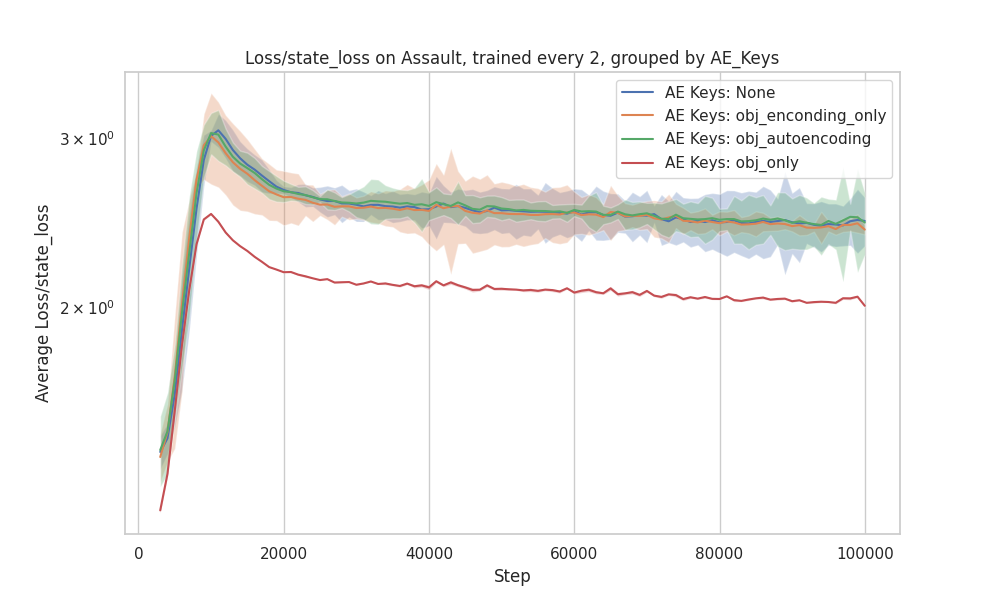 Loss/state_loss on Assault, trained every 2, grouped by AE_Keys
AE Keys: None
AE Keys: obj_enconding_only
AE Keys: obj_autoencoding
AE Keys: obj_only
3 × 10⁰
2 × 10⁰
Average Loss/state_loss
0 20000 40000 60000 80000 100000
Step